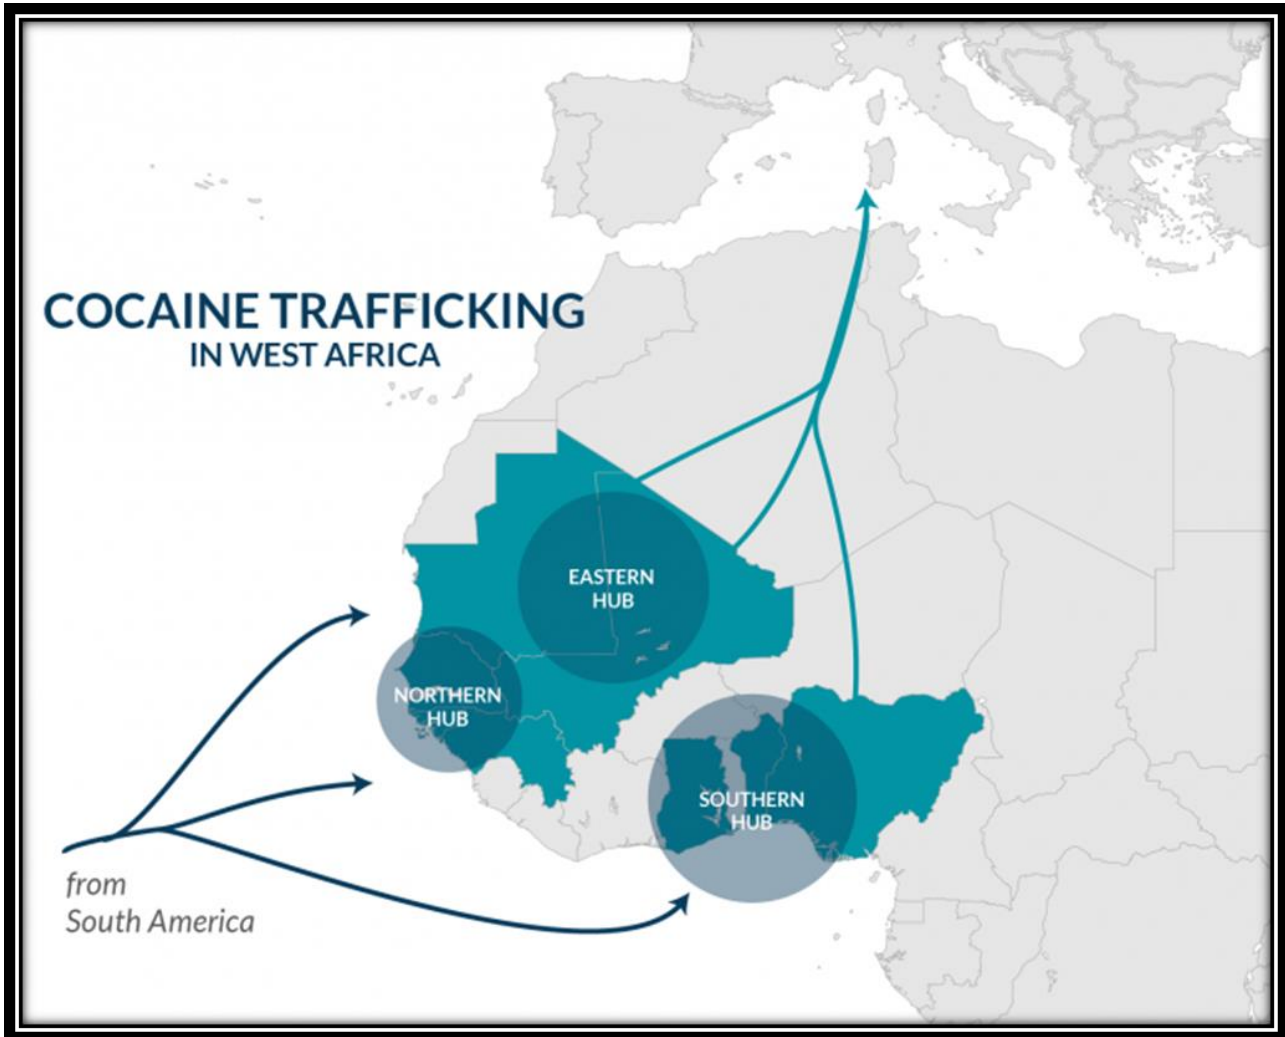 COCAINE TRAFFICKING
IN WEST AFRICA
EASTERN
HUB
NORTHERN
HUB
SOUTHERN
HUB
from
South America